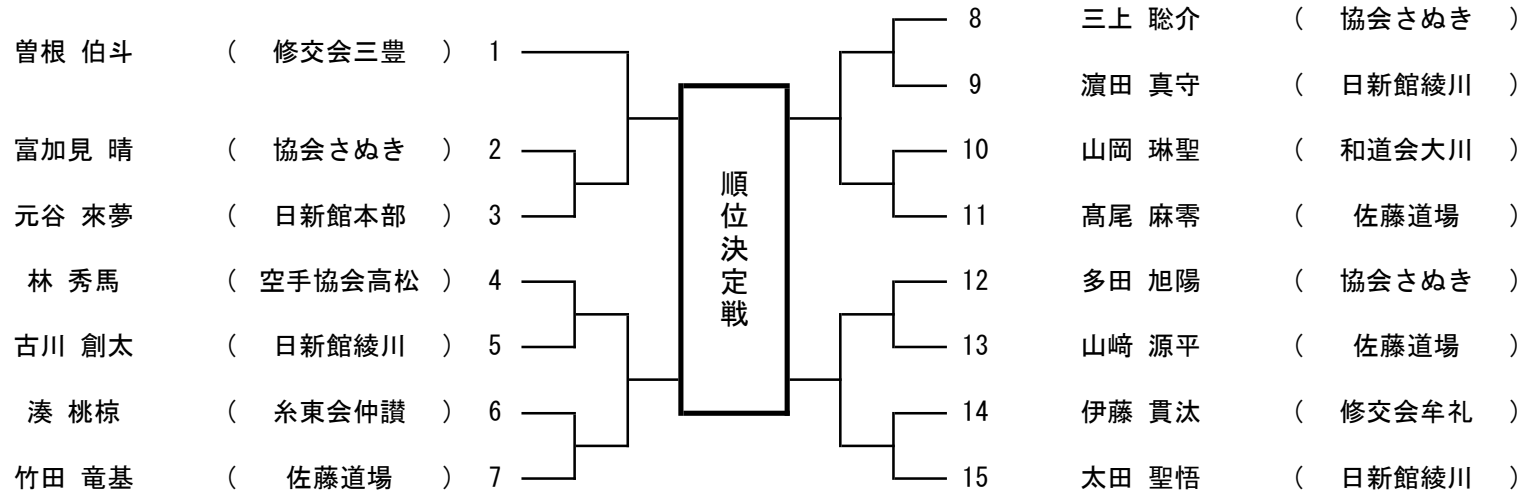 曽根 伯斗 ( 修交会三豊 ) 1
富加見 晴 ( 協会さぬき ) 2
元谷 來夢 ( 日新館本部 ) 3
林 秀馬 ( 空手協会高松 ) 4
古川 創太 ( 日新館綾川 ) 5
湊 桃椋 ( 糸東会仲讃 ) 6
竹田 竜基 ( 佐藤道場 ) 7
順位決定戦
8 三上 聡介 ( 協会さぬき )
9 濵田 真守 ( 日新館綾川 )
10 山岡 琳聖 ( 和道会大川 )
11 髙尾 麻零 ( 佐藤道場 )
12 多田 旭陽 ( 協会さぬき )
13 山﨑 源平 ( 佐藤道場 )
14 伊藤 貫汰 ( 修交会牟礼 )
15 太田 聖悟 ( 日新館綾川 )